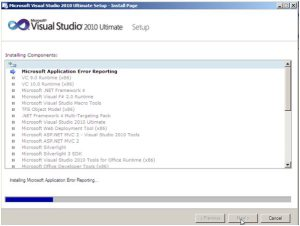 Microsoft Visual Studio 2010 Ultimate Setup - Install Page
Microsoft
Visual Studio 2010 Ultimate Setup
Installing Components:
Microsoft Application Error Reporting
VC 9.0 Runtime (x86)
VC 10.0 Runtime (x86)
Microsoft .NET Framework 4
Microsoft Visual F# 2.0 Runtime
Microsoft Visual Studio Macro Tools
TFS Object Model (x86)
.NET Framework 4 Multi-Targeting Pack
Microsoft Visual Studio 2010 Ultimate
Microsoft Web Deployment Tool (x86)
Microsoft ASP.NET MVC 2 - Visual Studio 2010 Tools
Microsoft ASP.NET MVC 2
Microsoft Silverlight
Microsoft Silverlight 3 SDK
Microsoft Visual Studio 2010 Tools for Office Runtime (x86)
Microsoft Office Developer Tools (x86)
Installing Microsoft Application Error Reporting...
< Previous Next > Cancel